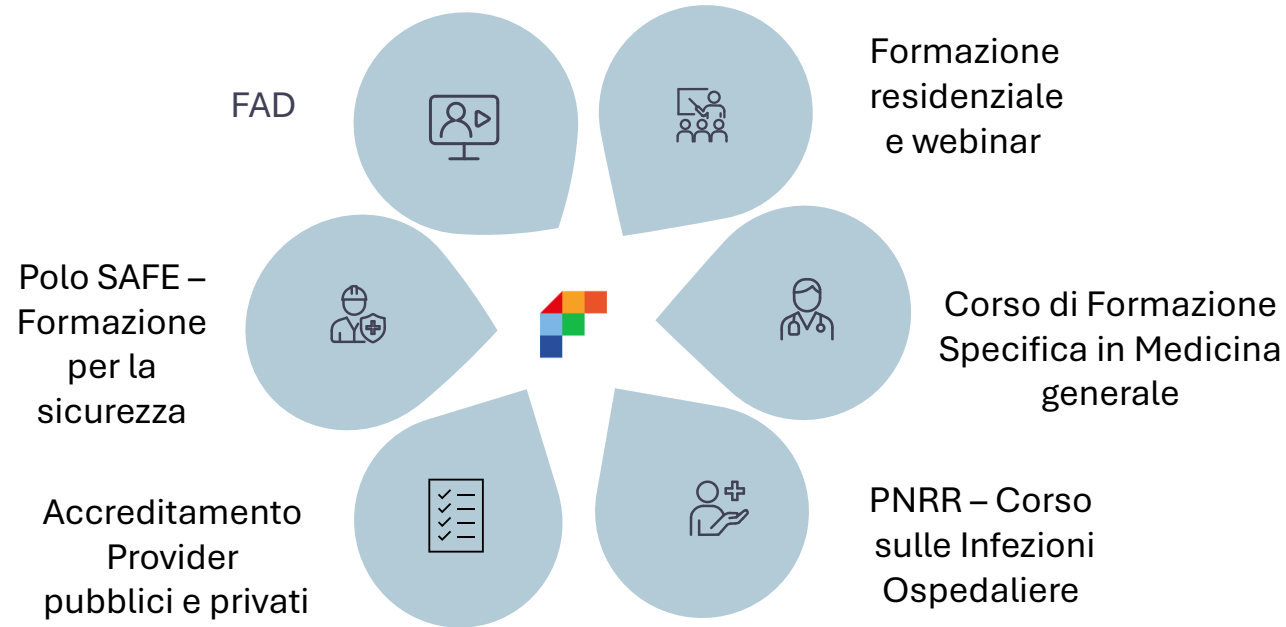 FAD
Formazione
residenziale
e webinar
Polo SAFE –
Formazione
per la
sicurezza
Corso di Formazione
Specifica in Medicina
generale
Accreditamento
Provider
pubblici e privati
PNRR – Corso
sulle Infezioni
Ospedaliere